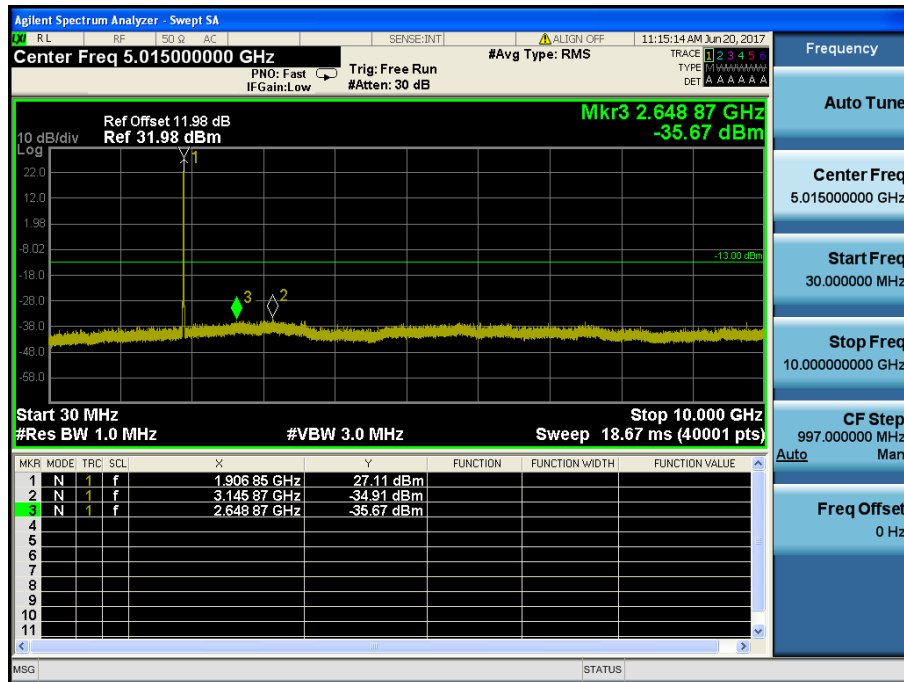 Agilent Spectrum Analyzer - Swept SA
LXI RL RF 50 Ω AC SENSE:INT ALIGN OFF 11:15:14 AM Jun 20, 2017
Center Freq 5.015000000 GHz
PNO: Fast
IFGain:Low
Trig: Free Run
#Atten: 30 dB
#Avg Type: RMS
TRACE 1 2 3 4 5 6
TYPE M WWWWW
DET A A A A A A
Ref Offset 11.98 dB
Ref 31.98 dBm
Mkr3 2.648 87 GHz
-35.67 dBm
10 dB/div
Log
22.0
12.0
1.98
-8.02
-18.0
-28.0
-38.0
-48.0
-58.0
1
3
2
-13.00 dBm
Start 30 MHz Stop 10.000 GHz
#Res BW 1.0 MHz #VBW 3.0 MHz Sweep 18.67 ms (40001 pts)
MKR MODE TRC SCL X Y FUNCTION FUNCTION WIDTH FUNCTION VALUE
1 N 1 f 1.906 85 GHz 27.11 dBm
2 N 1 f 3.145 87 GHz -34.91 dBm
3 N 1 f 2.648 87 GHz -35.67 dBm
4
5
6
7
8
9
10
11
MSG STATUS
Frequency
Auto Tune
Center Freq
5.015000000 GHz
Start Freq
30.000000 MHz
Stop Freq
10.000000000 GHz
CF Step
997.000000 MHz
Auto Man
Freq Offset
0 Hz